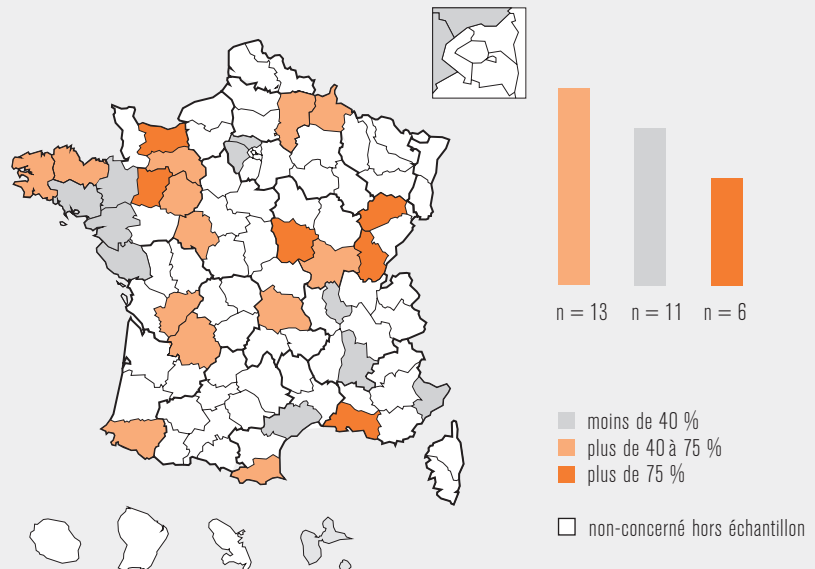 n = 13 n = 11 n = 6
moins de 40 %
plus de 40 à 75 %
plus de 75 %
non-concerné hors échantillon